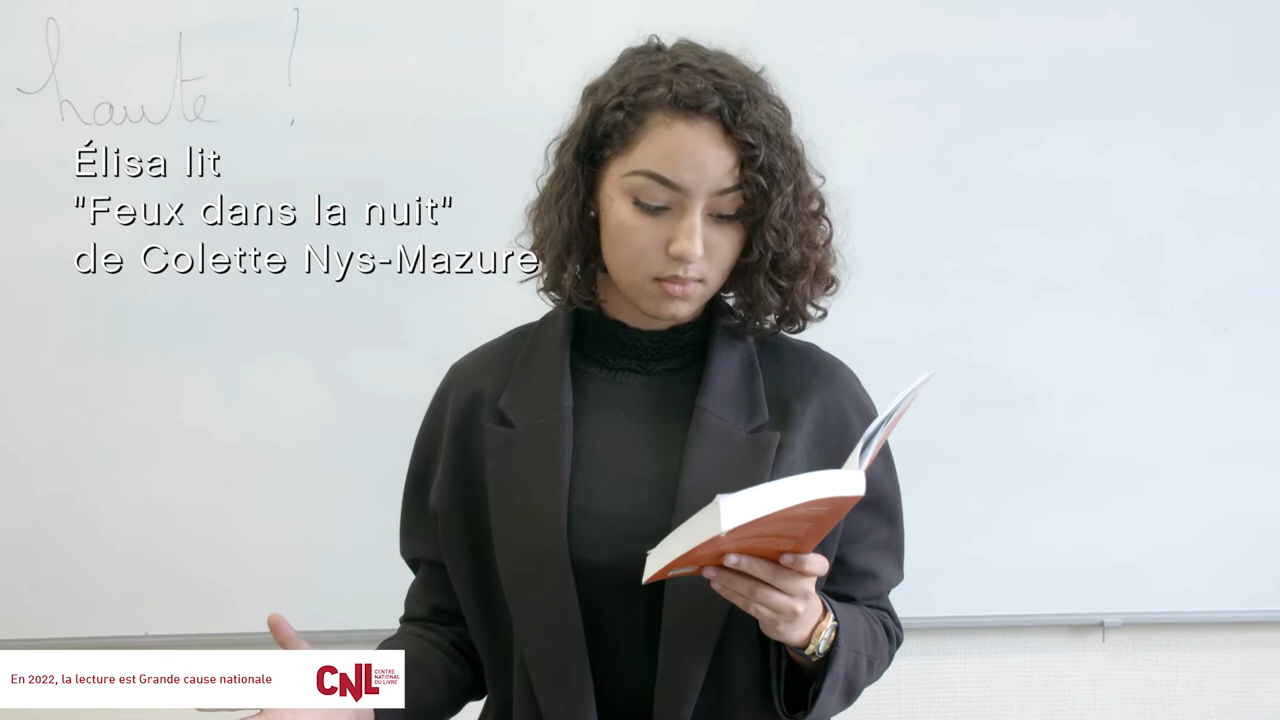 haute !
Élisa lit
"Feux dans la nuit"
de Colette Nys-Mazure
En 2022, la lecture est Grande cause nationale
CNL
CENTRE
NATIONAL
DU LIVRE